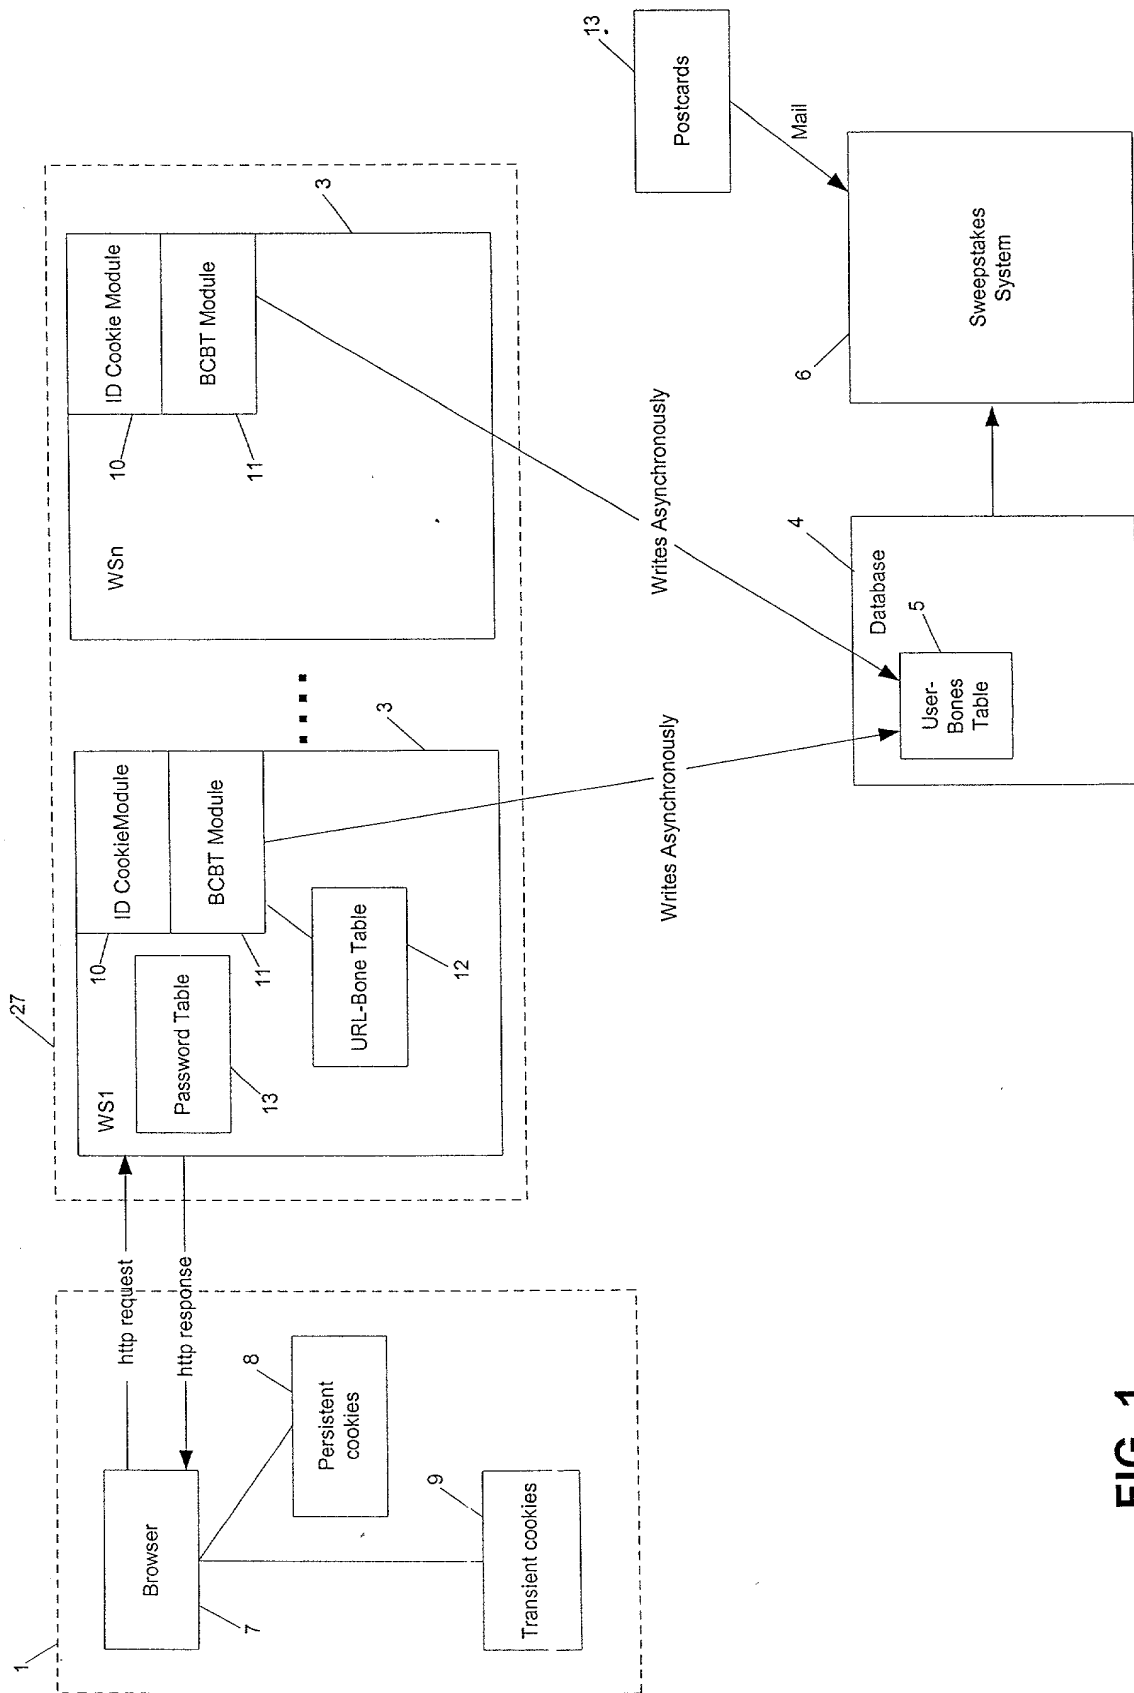 1
Browser
7
Persistent
cookies
8
Transient cookies
9
http request
http response
27
WS1
Password Table
13
ID CookieModule
10
BCBT Module
11
URL-Bone Table
12
3
WSn
ID Cookie Module
10
BCBT Module
11
3
Writes Asynchronously
Writes Asynchronously
Database
4
User-
Bones
Table
5
Sweepstakes
System
6
Mail
Postcards
13
FIG. 1